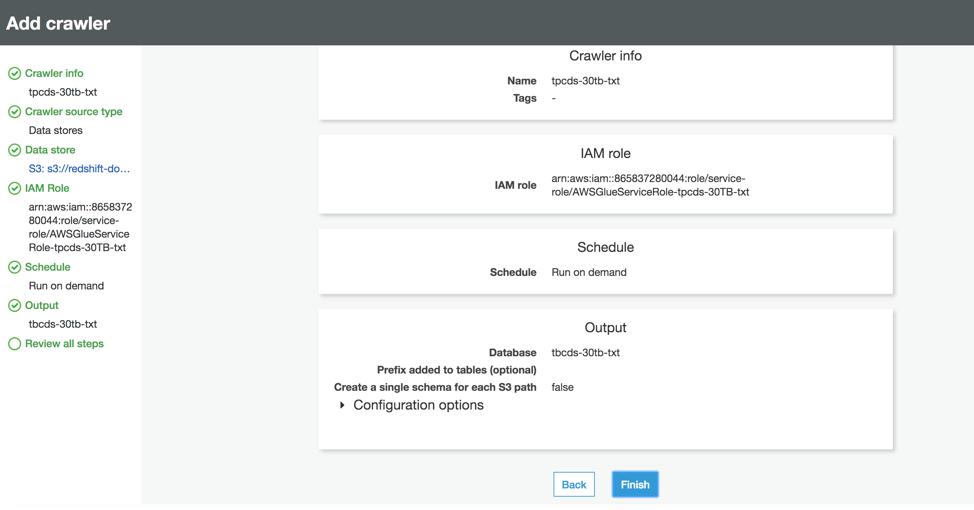 Add crawler
Crawler info
tpcds-30tb-txt
Crawler source type
Data stores
Data store
S3: s3://redshift-do...
IAM Role
arn:aws:iam::8658372
80044:role/service-
role/AWSGlueService
Role-tpcds-30TB-txt
Schedule
Run on demand
Output
tbcds-30tb-txt
Review all steps
Crawler info
Name tpcds-30tb-txt
Tags -
IAM role
IAM role arn:aws:iam::865837280044:role/service-
role/AWSGlueServiceRole-tpcds-30TB-txt
Schedule
Schedule Run on demand
Output
Database tbcds-30tb-txt
Prefix added to tables (optional)
Create a single schema for each S3 path false
Configuration options
Back Finish